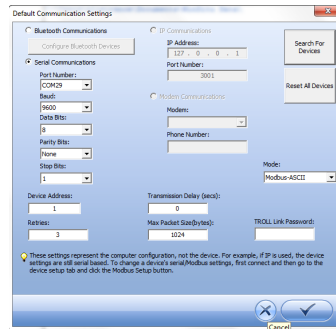 Default Communication Settings
Bluetooth Communications
Configure Bluetooth Devices
Serial Communications
Port Number:
COM29
Baud:
9600
Data Bits:
8
Parity Bits:
None
Stop Bits:
1
IP Communications
IP Address:
127 . 0 . 0 . 1
Port Number:
3001
Modem Communications
Modem:
Phone Number:
Search For Devices
Reset All Devices
Mode:
Modbus-ASCII
Device Address:
1
Transmission Delay (secs):
0
Retries:
3
Max Packet Size(bytes):
1024
TROLL Link Password:
These settings represent the computer configuration, not the device. For example, if IP is used, the device
settings are still serial based. To change a device's serial/Modbus settings, first connect and then go to the
device setup tab and click the Modbus Setup button.
Cancel